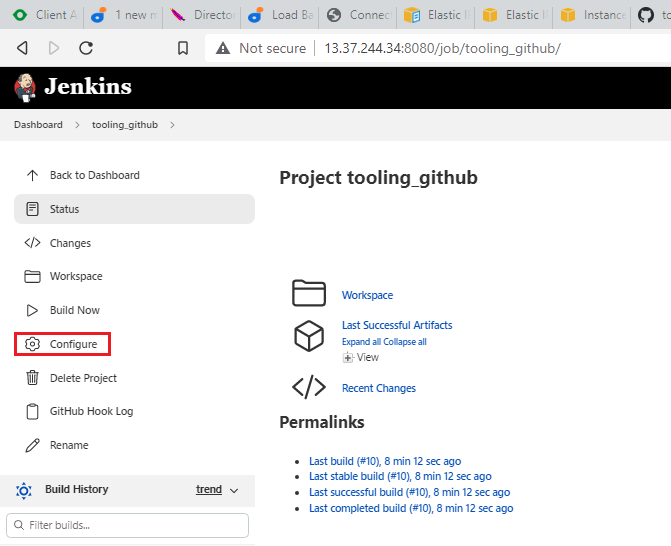 Client A
1 new m
Director
Load Ba
Connect
Elastic I
Elastic I
Instance
to
Not secure
13.37.244.34:8080/job/tooling_github/
Jenkins
Dashboard
tooling_github
Back to Dashboard
Status
Changes
Workspace
Build Now
Configure
Delete Project
GitHub Hook Log
Rename
Build History
trend
Filter builds...
Project tooling_github
Workspace
Last Successful Artifacts
Expand all Collapse all
View
Recent Changes
Permalinks
Last build (#10), 8 min 12 sec ago
Last stable build (#10), 8 min 12 sec ago
Last successful build (#10), 8 min 12 sec ago
Last completed build (#10), 8 min 12 sec ago